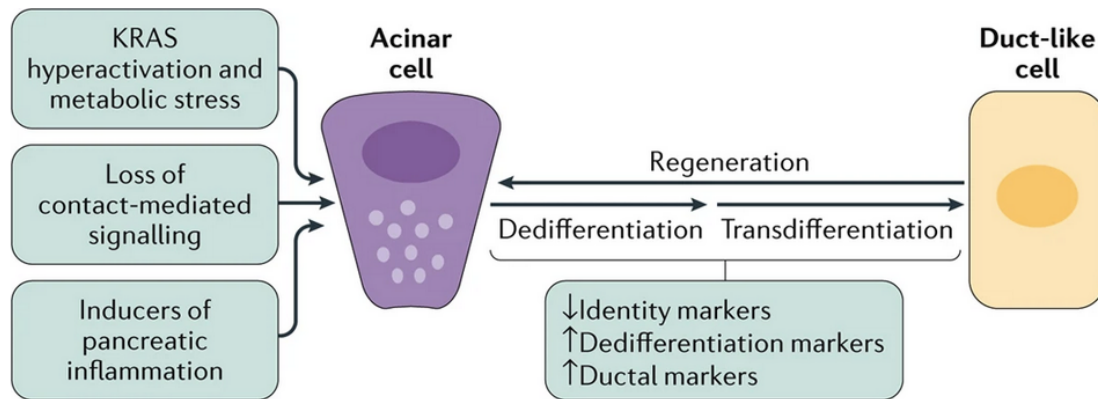 KRAS
hyperactivation and
metabolic stress
Loss of
contact-mediated
signalling
Inducers of
pancreatic
inflammation
Acinar
cell
Duct-like
cell
Regeneration
Dedifferentiation
Transdifferentiation
↓Identity markers
↑Dedifferentiation markers
↑Ductal markers